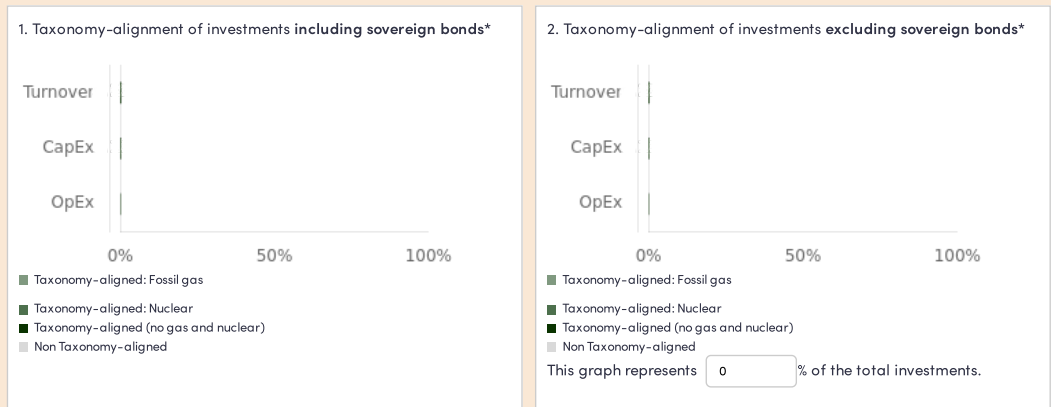 1. Taxonomy-alignment of investments including sovereign bonds*
Turnover
CapEx
OpEx
0% 50% 100%
Taxonomy-aligned: Fossil gas
Taxonomy-aligned: Nuclear
Taxonomy-aligned (no gas and nuclear)
Non Taxonomy-aligned
2. Taxonomy-alignment of investments excluding sovereign bonds*
Turnover
CapEx
OpEx
0% 50% 100%
Taxonomy-aligned: Fossil gas
Taxonomy-aligned: Nuclear
Taxonomy-aligned (no gas and nuclear)
Non Taxonomy-aligned
This graph represents 0 % of the total investments.